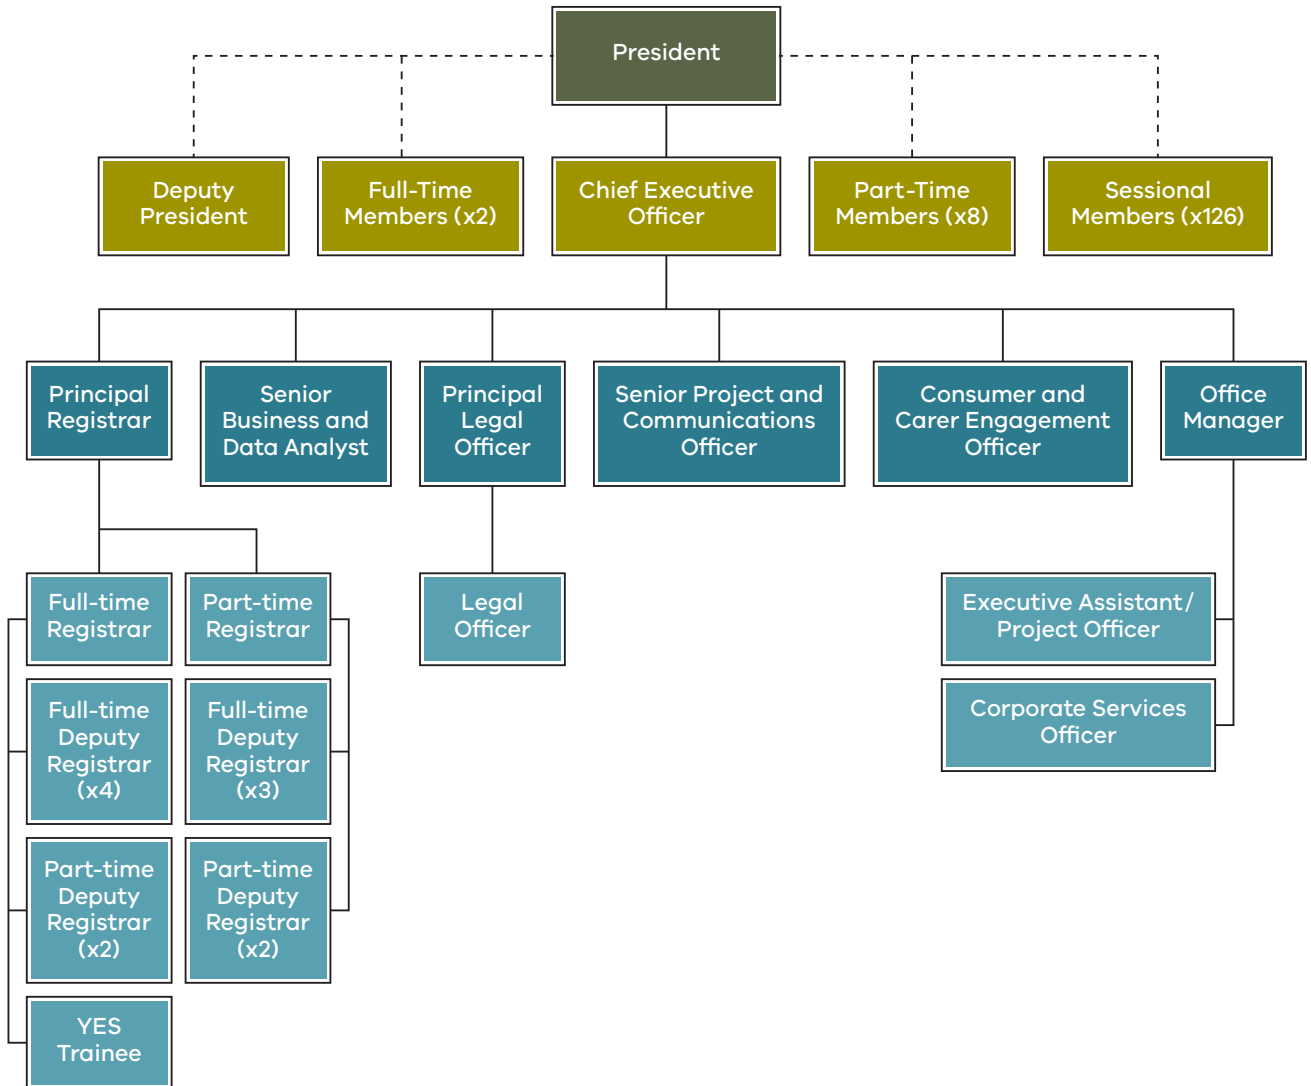 President
Deputy
President
Full-Time
Members (x2)
Chief Executive
Officer
Part-Time
Members (x8)
Sessional
Members (x126)
Principal
Registrar
Senior
Business and
Data Analyst
Principal
Legal
Officer
Senior Project and
Communications
Officer
Consumer and
Carer Engagement
Officer
Office
Manager
Full-time
Registrar
Part-time
Registrar
Legal
Officer
Executive Assistant/
Project Officer
Full-time
Deputy
Registrar
(x4)
Full-time
Deputy
Registrar
(x3)
Corporate Services
Officer
Part-time
Deputy
Registrar
(x2)
Part-time
Deputy
Registrar
(x2)
YES
Trainee